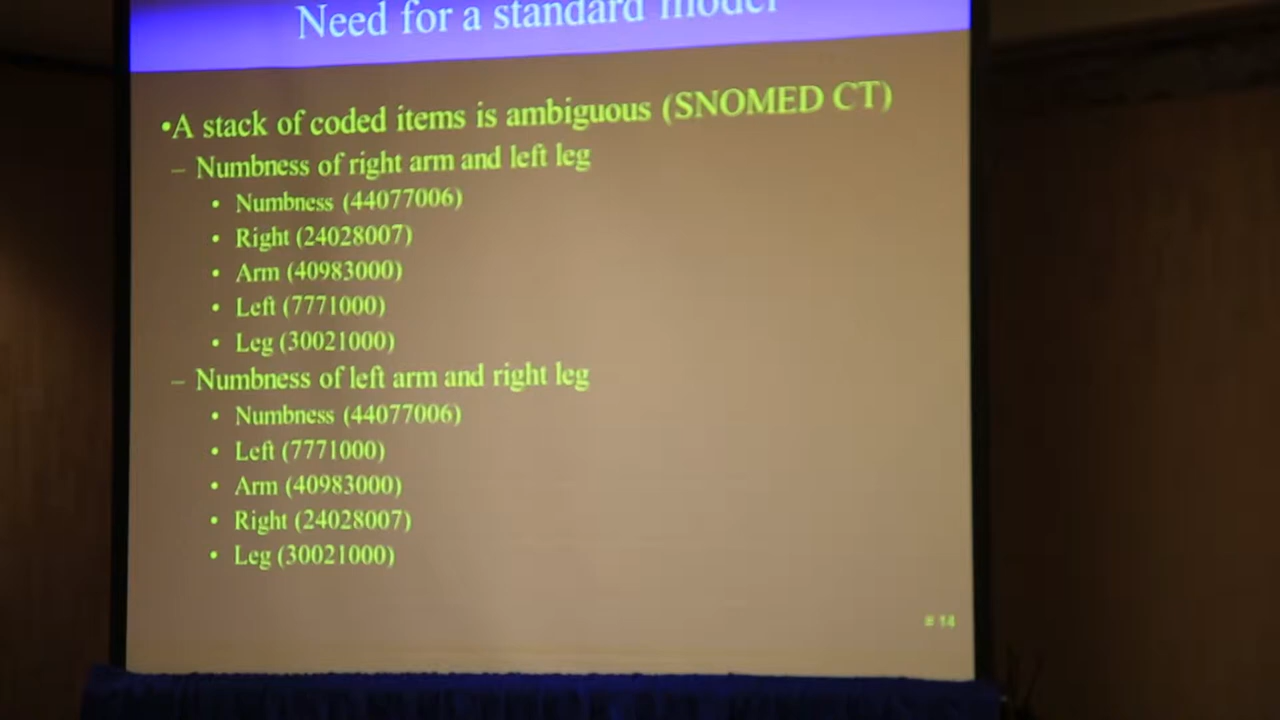 Need for a standard model
•A stack of coded items is ambiguous (SNOMED CT)
– Numbness of right arm and left leg
• Numbness (44077006)
• Right (24028007)
• Arm (40983000)
• Left (7771000)
• Leg (30021000)
– Numbness of left arm and right leg
• Numbness (44077006)
• Left (7771000)
• Arm (40983000)
• Right (24028007)
• Leg (30021000)
# 14